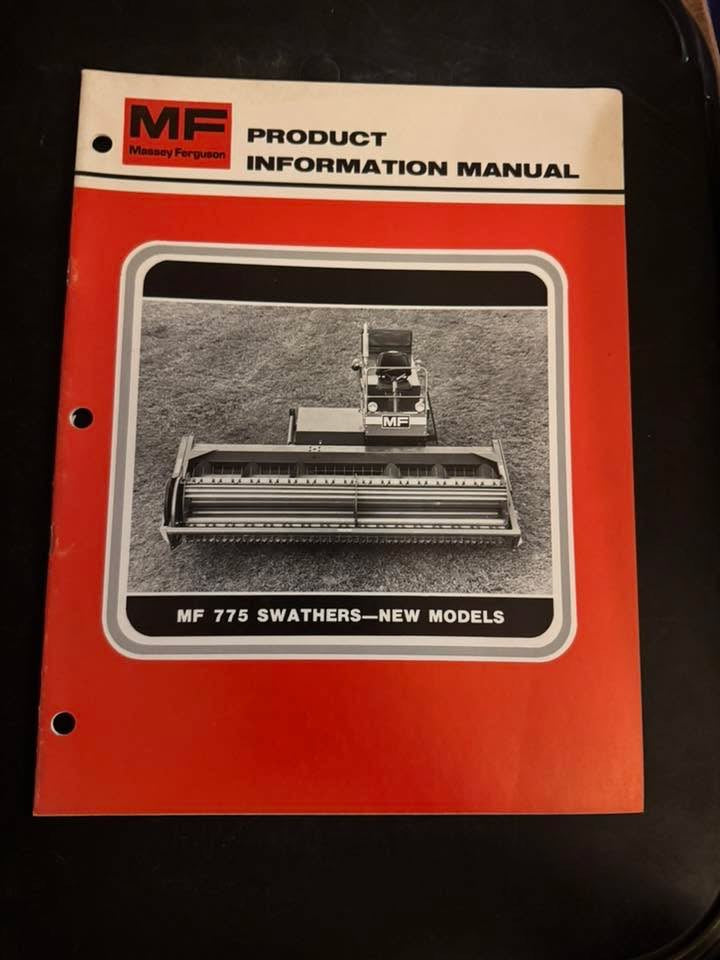 MF
Massey Ferguson
PRODUCT
INFORMATION MANUAL
MF
MF 775 SWATHERS—NEW MODELS